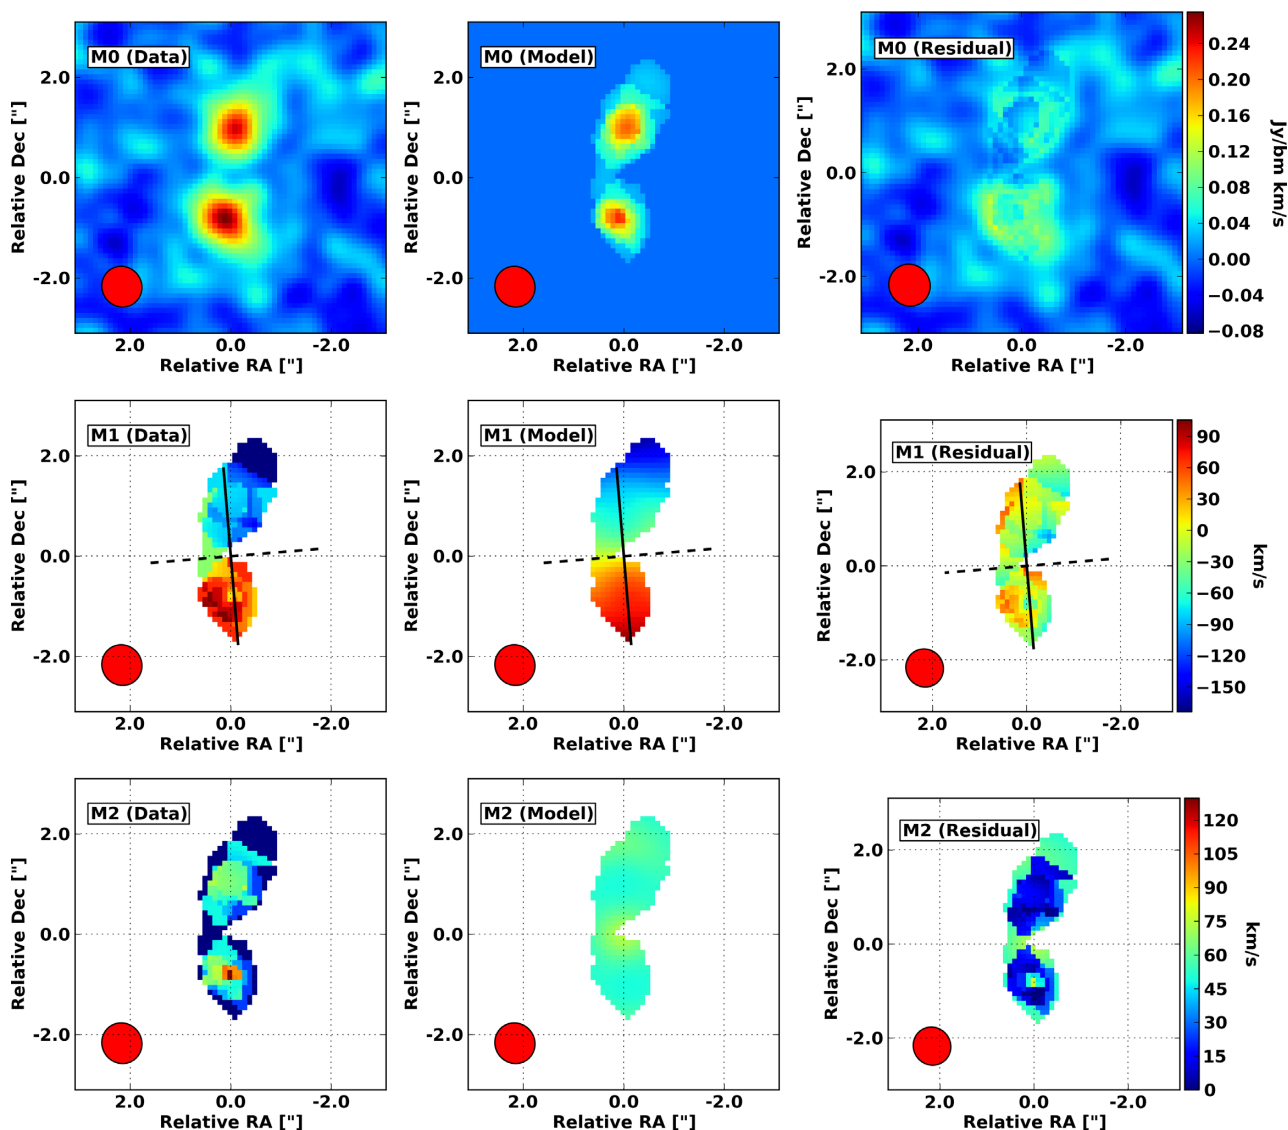 M0 (Data)
2.0
0.0
-2.0
Relative Dec ["]
2.0 0.0 -2.0
Relative RA ["]
M0 (Model)
2.0
0.0
-2.0
Relative Dec ["]
2.0 0.0 -2.0
Relative RA ["]
M0 (Residual)
2.0
0.0
-2.0
Relative Dec ["]
2.0 0.0 -2.0
Relative RA ["]
0.24
0.20
0.16
0.12
0.08
0.04
0.00
−0.04
−0.08
Jy/bm km/s
M1 (Data)
2.0
0.0
-2.0
Relative Dec ["]
2.0 0.0 -2.0
Relative RA ["]
M1 (Model)
2.0
0.0
-2.0
Relative Dec ["]
2.0 0.0 -2.0
Relative RA ["]
M1 (Residual)
2.0
0.0
-2.0
Relative Dec ["]
2.0 0.0 -2.0
Relative RA ["]
90
60
30
0
−30
−60
−90
−120
−150
km/s
M2 (Data)
2.0
0.0
-2.0
Relative Dec ["]
2.0 0.0 -2.0
Relative RA ["]
M2 (Model)
2.0
0.0
-2.0
Relative Dec ["]
2.0 0.0 -2.0
Relative RA ["]
M2 (Residual)
2.0
0.0
-2.0
Relative Dec ["]
2.0 0.0 -2.0
Relative RA ["]
120
105
90
75
60
45
30
15
0
km/s